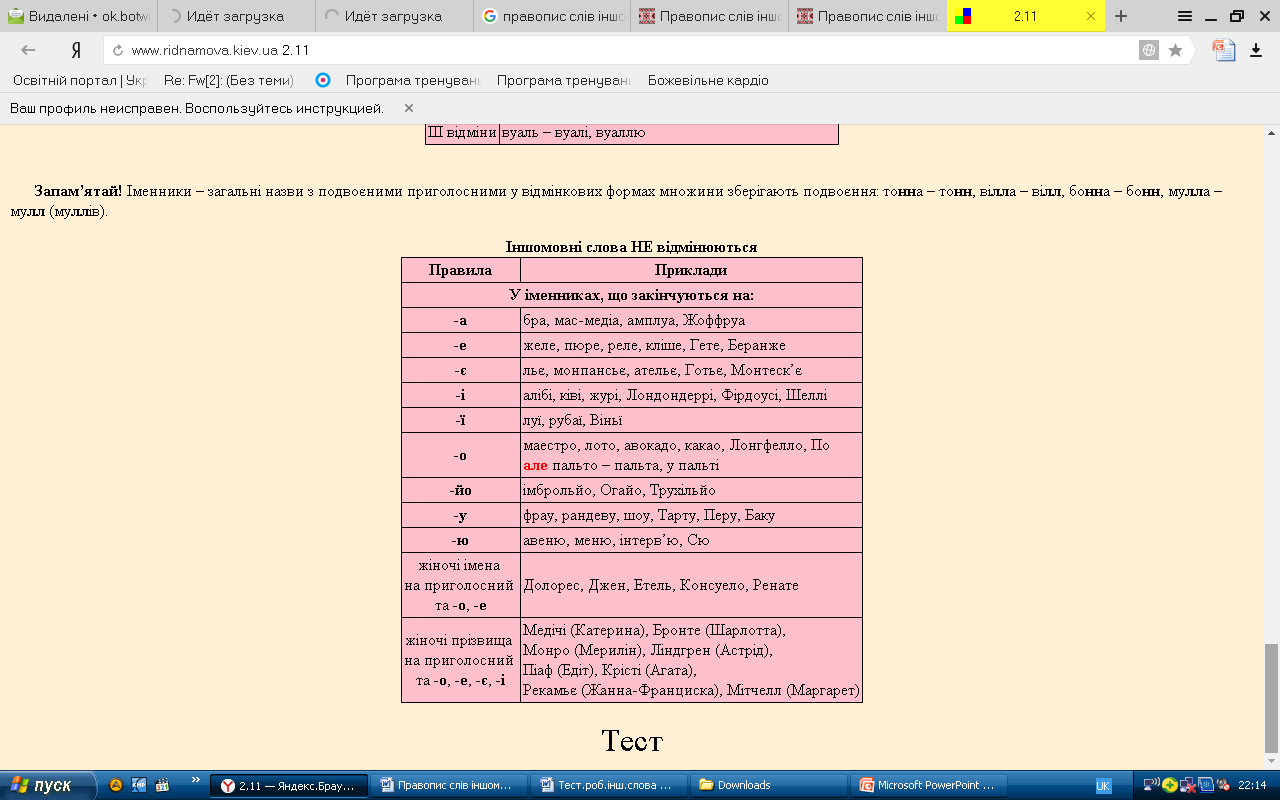 Видалені • ok.botwi
Идёт загрузка
Идёт загрузка
правопис слів іншо
Правопис слів інш
Правопис слів інш
2.11
www.ridnamova.kiev.ua 2.11
Освітній портал | Укр
Re: Fw[2]: (Без теми)
Програма тренуван
Програма тренуван
Божевільне кардіо
Ваш профиль неисправен. Воспользуйтесь инструкцией.
III відміни вуаль – вуалі, вуаллю
Запам’ятай! Іменники – загальні назви з подвоєними приголосними у відмінкових формах множини зберігають подвоєння: тонна – тонн, вілла – вілл, бонна – бонн, мулла –
мулл (муллів).
Іншомовні слова НЕ відмінюються
Правила Приклади
У іменниках, що закінчуються на:
-а бра, мас-медіа, амплуа, Жоффруа
-е желе, пюре, реле, кліше, Гете, Беранже
-є льє, монпансьє, ательє, Готьє, Монтеск’є
-і алібі, ківі, журі, Лондондеррі, Фірдоусі, Шеллі
-ї луї, рубаї, Віньї
-о маестро, лото, авокадо, какао, Лонгфелло, По
але пальто – пальта, у пальті
-йо імброльйо, Огайо, Трухільйо
-у фрау, рандеву, шоу, Тарту, Перу, Баку
-ю авеню, меню, інтерв’ю, Сю
жіночі імена
на приголосний
та -о, -е
Долорес, Джен, Етель, Консуело, Ренате
жіночі прізвища
на приголосний
та -о, -е, -є, -і
Медічі (Катерина), Бронте (Шарлотта),
Монро (Мерилін), Ліндгрен (Астрід),
Піаф (Едіт), Крісті (Агата),
Рекамьє (Жанна-Франциска), Мітчелл (Маргарет)
Тест
пуск
»
2.11 — Яндекс.Брау...
Правопис слів іншом...
Тест.роб.інш.слова ...
Downloads
Microsoft PowerPoint ...
UK
22:14